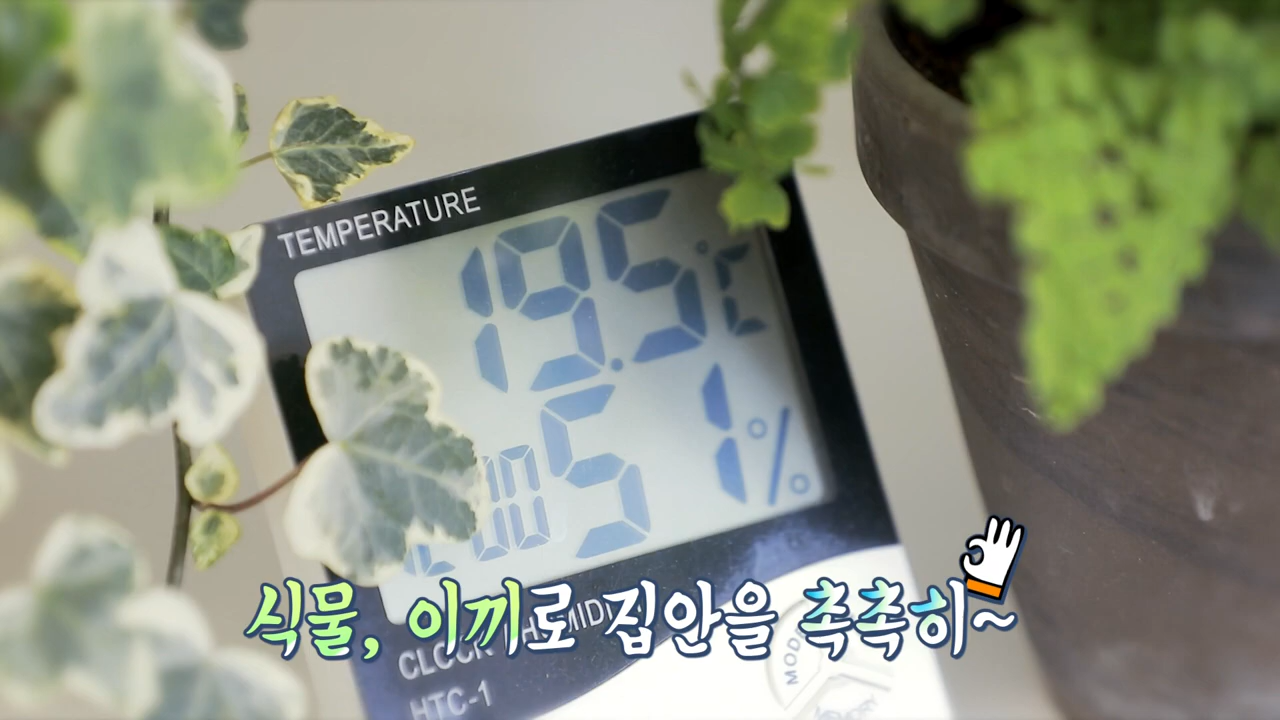 TEMPERATURE
19.5℃
51%
식물, 이끼로 집안을 촉촉히~
CLOCK
HTC-1